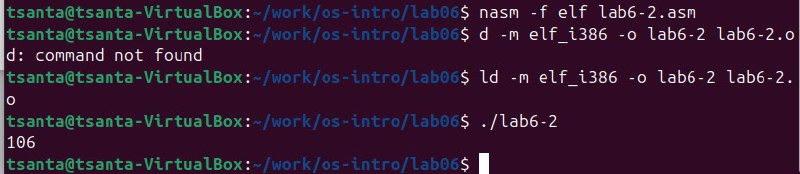 tsanta@tsanta-VirtualBox:~/work/os-intro/lab06$ nasm -f elf lab6-2.asm
tsanta@tsanta-VirtualBox:~/work/os-intro/lab06$ d -m elf_i386 -o lab6-2 lab6-2.o
d: command not found
tsanta@tsanta-VirtualBox:~/work/os-intro/lab06$ ld -m elf_i386 -o lab6-2 lab6-2.
o
tsanta@tsanta-VirtualBox:~/work/os-intro/lab06$ ./lab6-2
106
tsanta@tsanta-VirtualBox:~/work/os-intro/lab06$